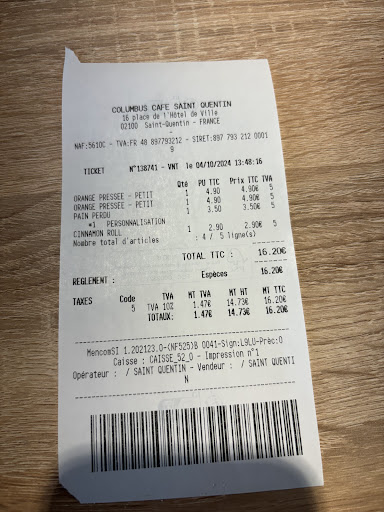 COLUMBUS CAFE SAINT QUENTIN
16 place de l'Hôtel de Ville
02100 Saint-Quentin - FRANCE
-
NAF:5610C - TVA:FR 48 897793212 - SIRET:897 793 212 0001
9
TICKET N°138741 - VNT le 04/10/2024 13:48:16
Qté PU TTC Prix TTC TVA
ORANGE PRESSEE - PETIT 1 4.90 4.90€ 5
ORANGE PRESSEE - PETIT 1 4.90 4.90€ 5
PAIN PERDU 1 3.50 3.50€ 5
*1 PERSONNALISATION
CINNAMON ROLL 1 2.90 2.90€ 5
Nombre total d'articles : 4 / 5 ligne(s)
TOTAL TTC : 16.20€
REGLEMENT : Espèces 16.20€
TAXES Code TVA MT TVA MT HT MT TTC
5 TVA 10% 1.47€ 14.73€ 16.20€
TOTAUX: 1.47€ 14.73€ 16.20€
MencomSI 1.202123.0-(NF525)B 0041-Sign:L9LU-Préc:O
Caisse : CAISSE_52_0 - Impression n°1
Opérateur : / SAINT QUENTIN - Vendeur : / SAINT QUENTI
N